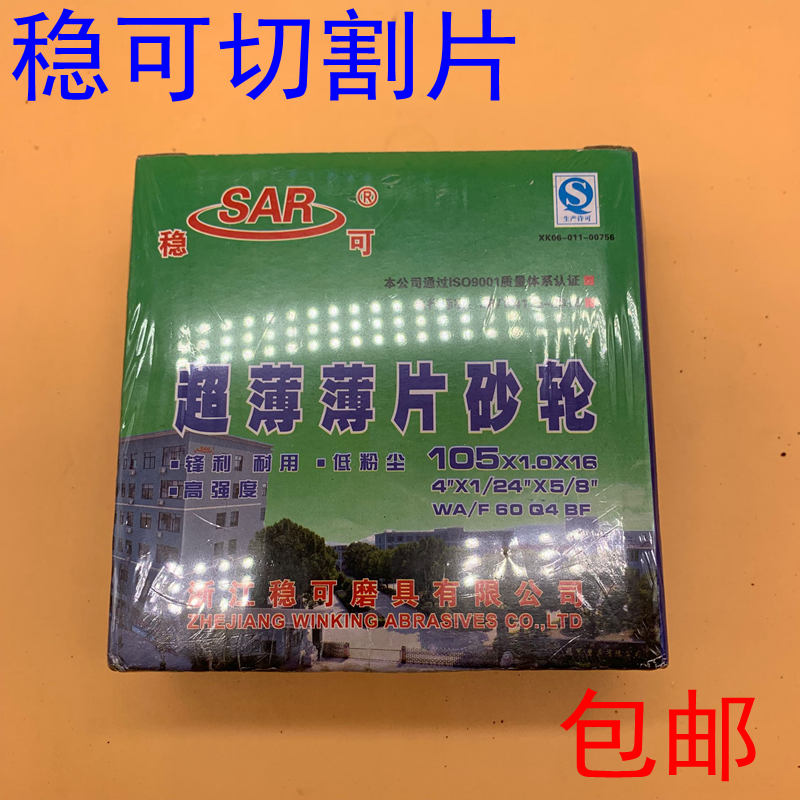 稳可切割片
SAR®
稳 可
生产许可
XK06-011-00756
本公司通过ISO9001质量体系认证
超薄薄片砂轮
·锋利 耐用 ·低粉尘
·高强度
105X1.0X16
4"X1/24"X5/8"
WA/F 60 Q4 BF
浙江稳可磨具有限公司
ZHEJIANG WINKING ABRASIVES CO.,LTD
包邮